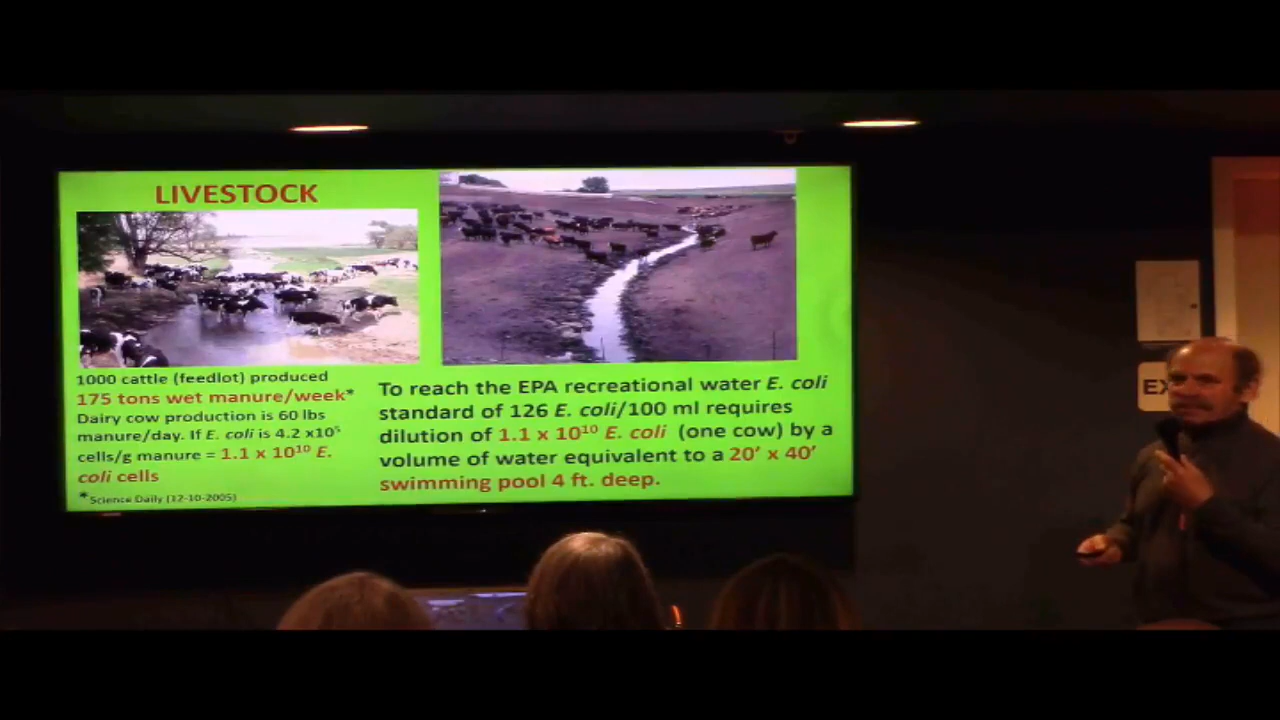 LIVESTOCK
1000 cattle (feedlot) produced
175 tons wet manure/week*
Dairy cow production is 60 lbs
manure/day. If E. coli is 4.2 x10⁵
cells/g manure = 1.1 x 10¹⁰ E.
coli cells
*Science Daily (12-10-2005)
To reach the EPA recreational water E. coli
standard of 126 E. coli/100 ml requires
dilution of 1.1 x 10¹⁰ E. coli (one cow) by a
volume of water equivalent to a 20' x 40'
swimming pool 4 ft. deep.
EX